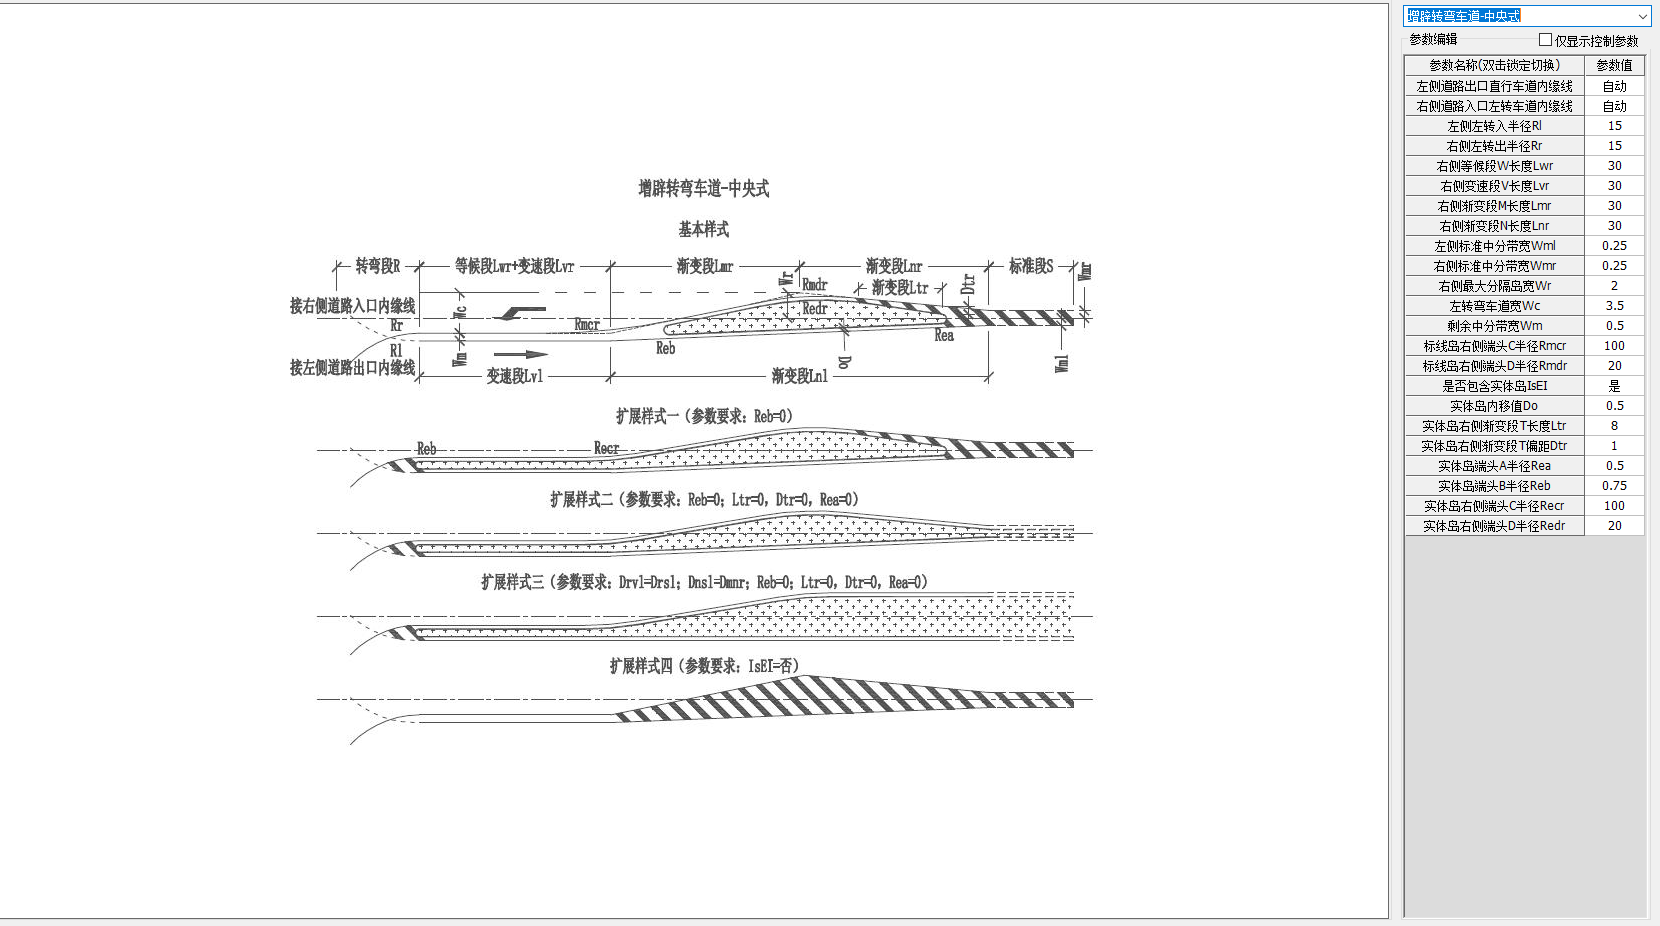 增辟转弯车道-中央式
基本样式
转弯段R
等候段Lwr+变速段Lvr
渐变段Lmr
渐变段Lnr
标准段S
Wmr
Wr
Rmdr
渐变段Ltr
Dtr
接右侧道路入口内缘线
Wc
Rr
Rmcr
Redr
Rl
Wm
Reb
Rea
Do
Wml
接左侧道路出口内缘线
变速段Lvl
渐变段Lnl
扩展样式一（参数要求: Reb=0）
Reb
Recr
扩展样式二（参数要求: Reb=0; Ltr=0, Dtr=0, Rea=0）
扩展样式三（参数要求: Drvl=Drsl; Dnsl=Dmnr; Reb=0; Ltr=0, Dtr=0, Rea=0）
扩展样式四（参数要求: IsEI=否）
增辟转弯车道-中央式
参数编辑 仅显示控制参数
参数名称(双击锁定切换) 参数值
左侧道路出口直行车道内缘线 自动
右侧道路入口左转车道内缘线 自动
左侧左转入半径Rl 15
右侧左转出半径Rr 15
右侧等候段W长度Lwr 30
右侧变速段V长度Lvr 30
右侧渐变段M长度Lmr 30
右侧渐变段N长度Lnr 30
左侧标准中分带宽Wml 0.25
右侧标准中分带宽Wmr 0.25
右侧最大分隔岛宽Wr 2
左转弯车道宽Wc 3.5
剩余中分带宽Wm 0.5
标线岛右侧端头C半径Rmcr 100
标线岛右侧端头D半径Rmdr 20
是否包含实体岛IsEI 是
实体岛内移值Do 0.5
实体岛右侧渐变段T长度Ltr 8
实体岛右侧渐变段T偏距Dtr 1
实体岛端头A半径Rea 0.5
实体岛端头B半径Reb 0.75
实体岛右侧端头C半径Recr 100
实体岛右侧端头D半径Redr 20